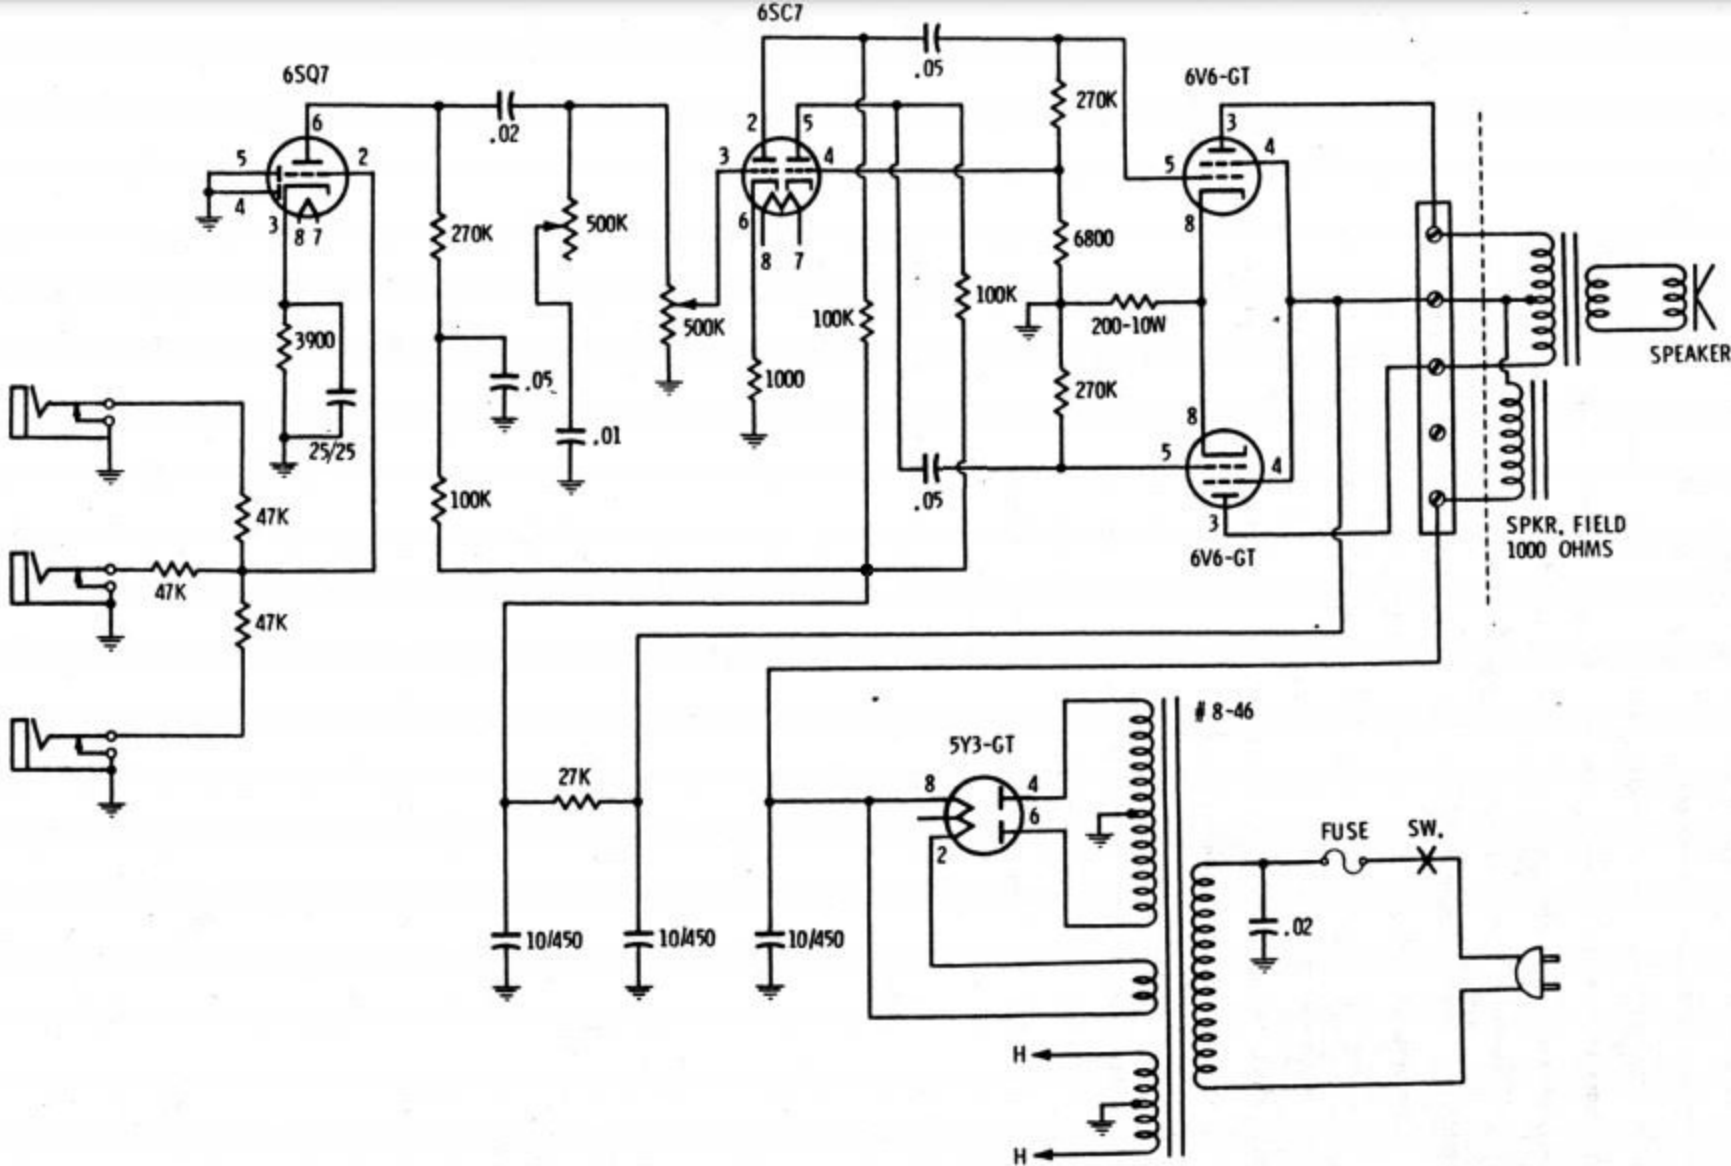 6SC7
6SQ7
.05
6V6-GT
270K
6
.02
2
5
3
4
5
2
3
4
5
4
3
8 7
270K
500K
6
8 7
6800
8
500K
100K
100K
200-10W
3900
SPEAKER
.05
1000
270K
.01
8
25/25
5
4
100K
.05
3
47K
SPKR. FIELD
1000 OHMS
6V6-GT
47K
47K
# 8-46
5Y3-GT
27K
8
4
6
2
FUSE
SW.
10/450
10/450
10/450
.02
H
H